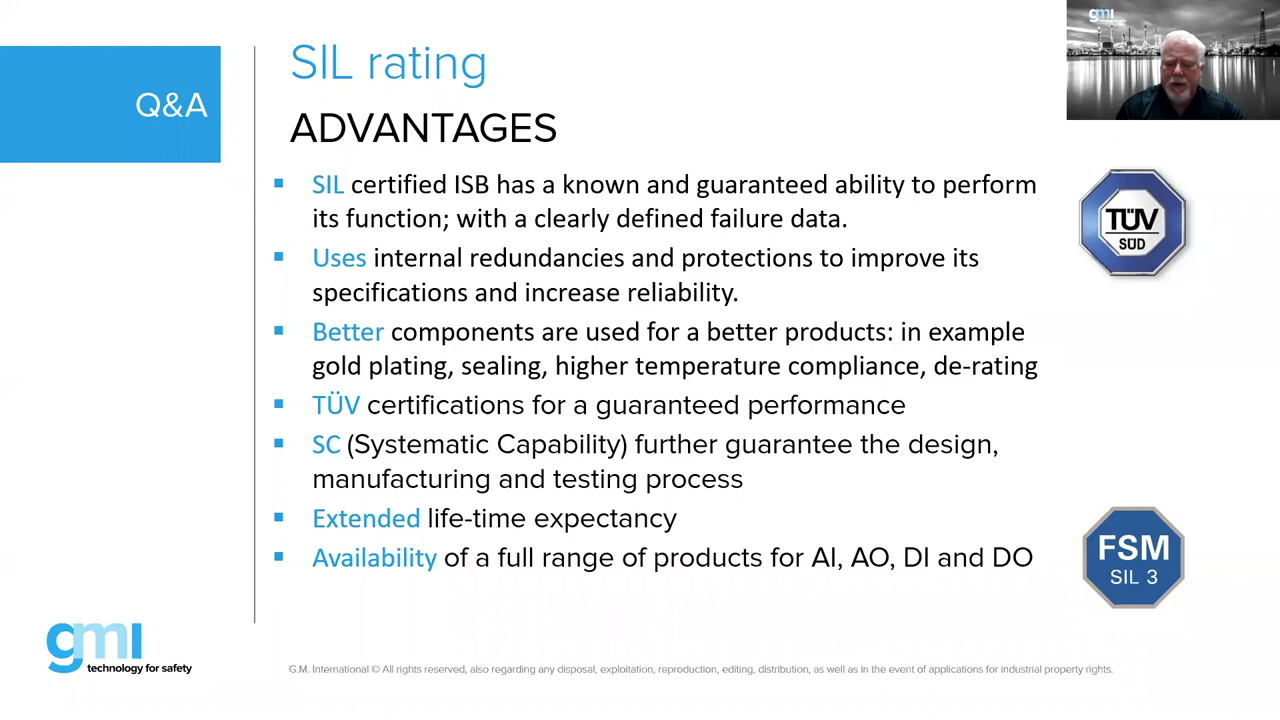 Q&A
SIL rating
ADVANTAGES
SIL certified ISB has a known and guaranteed ability to perform
its function; with a clearly defined failure data.
Uses internal redundancies and protections to improve its
specifications and increase reliability.
Better components are used for a better products: in example
gold plating, sealing, higher temperature compliance, de-rating
TÜV certifications for a guaranteed performance
SC (Systematic Capability) further guarantee the design,
manufacturing and testing process
Extended life-time expectancy
Availability of a full range of products for AI, AO, DI and DO
gmi
TÜV
SÜD
FSM
SIL 3
gmi
technology for safety
G.M. International © All rights reserved, also regarding any disposal, exploitation, reproduction, editing, distribution, as well as in the event of applications for industrial property rights.